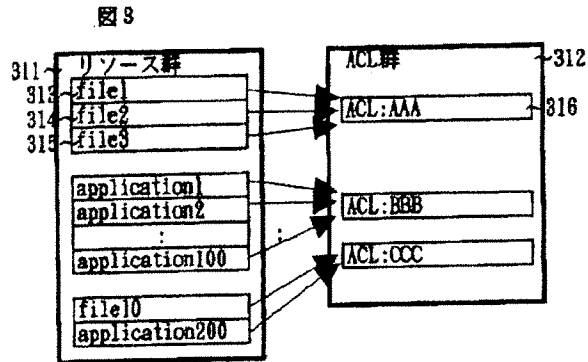 図3
311
リソース群
313
file1
314
file2
315
file3
application1
application2
:
application100
file10
application200
:
ACL群
312
ACL:AAA
316
ACL:BBB
ACL:CCC